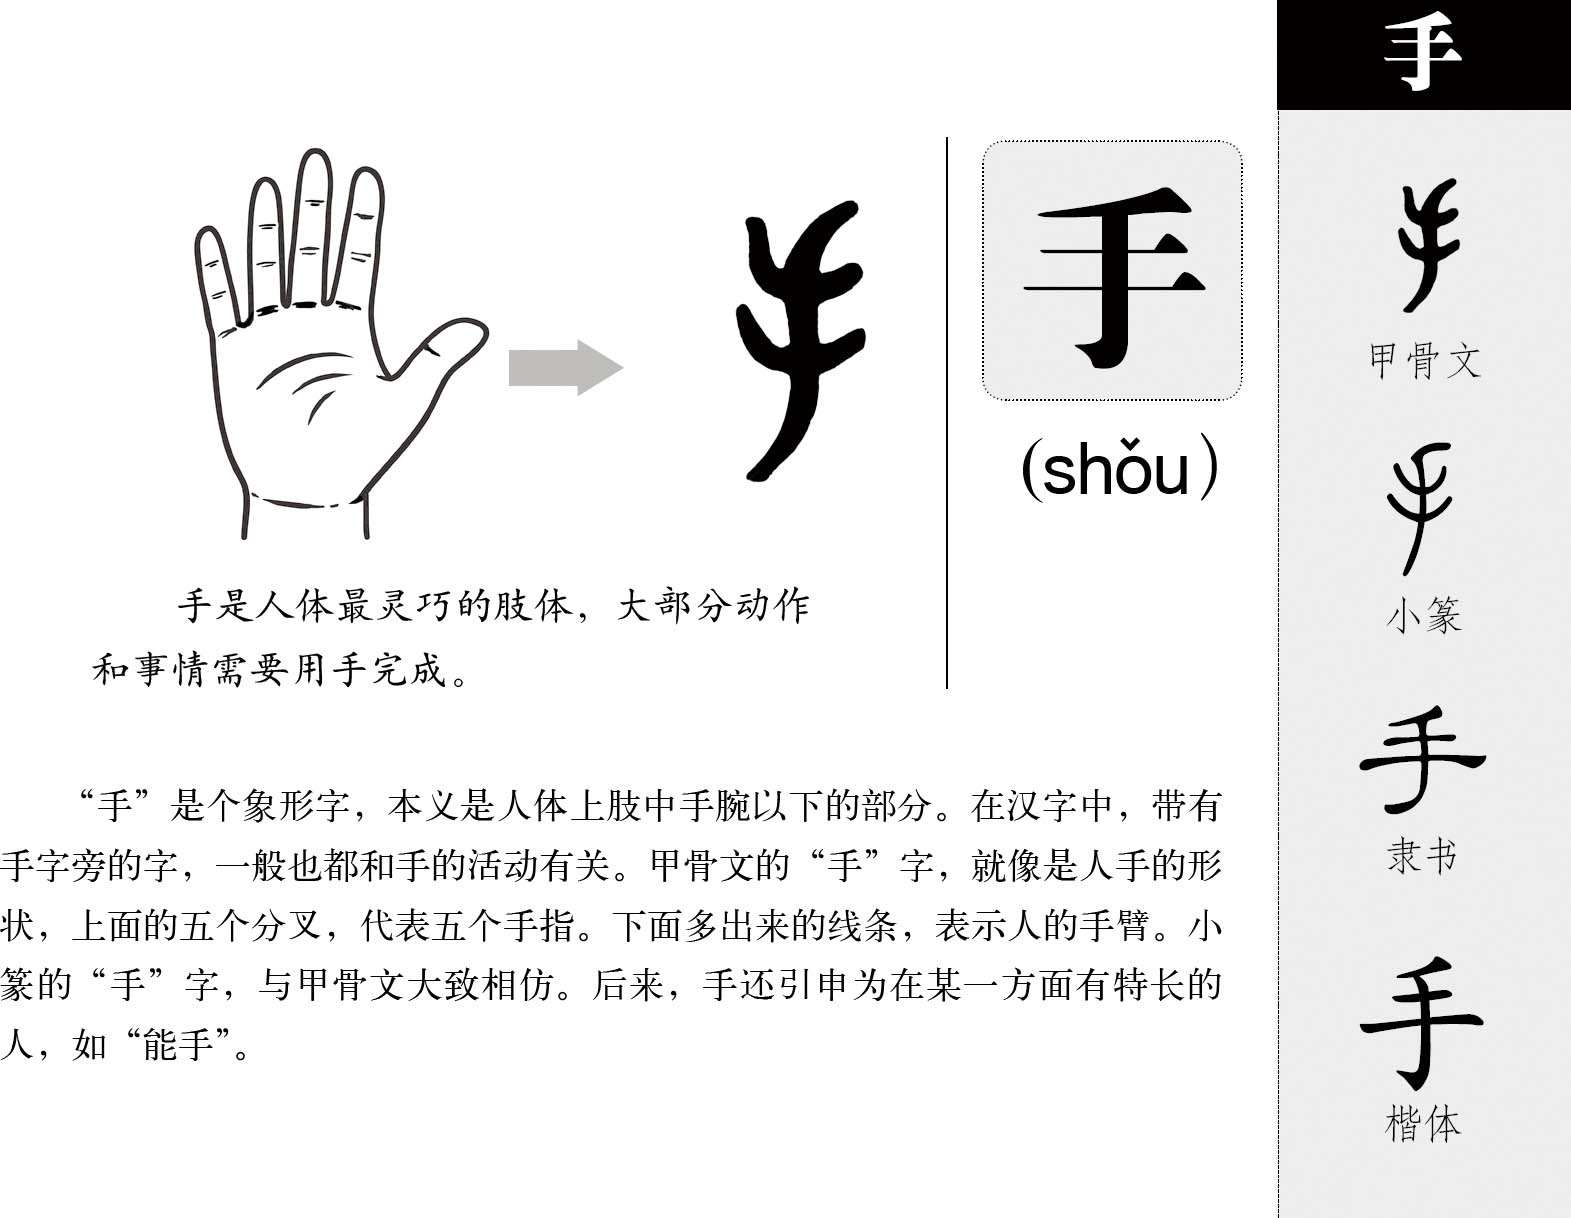 手
手
(shǒu)
手是人体最灵巧的肢体，大部分动作
和事情需要用手完成。
“手”是个象形字，本义是人体上肢中手腕以下的部分。在汉字中，带有
手字旁的字，一般也都和手的活动有关。甲骨文的“手”字，就像是人手的形
状，上面的五个分叉，代表五个手指。下面多出来的线条，表示人的手臂。小
篆的“手”字，与甲骨文大致相仿。后来，手还引申为在某一方面有特长的
人，如“能手”。
手
手
甲骨文
手
小篆
手
隶书
手
楷体